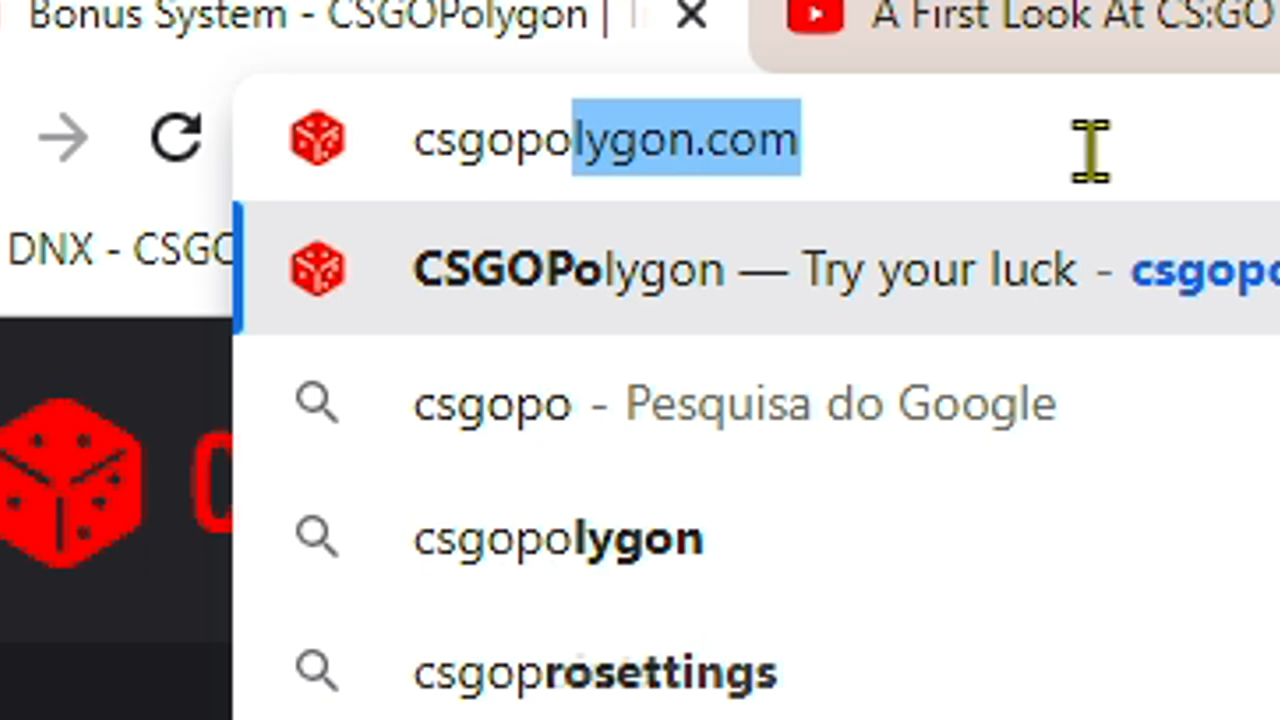 Bonus System - CSGOPolygon |
A First Look At CS:GO
csgopolygon.com
DNX - CSGO
CSGOPolygon — Try your luck - csgopo
csgopo - Pesquisa do Google
csgopolygon
csgoprosettings